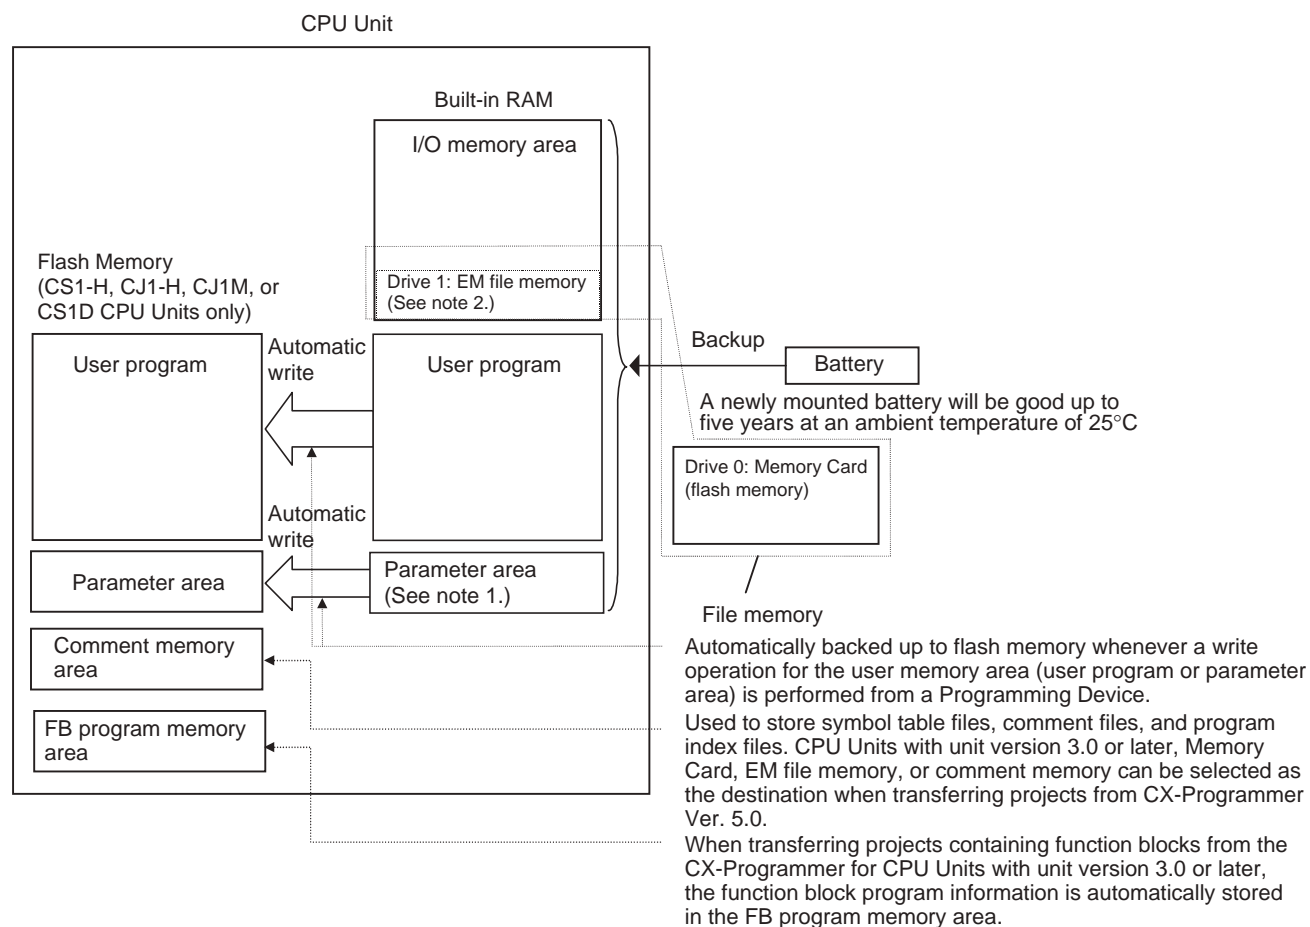 CPU Unit
Built-in RAM
I/O memory area
Flash Memory
(CS1-H, CJ1-H, CJ1M, or
CS1D CPU Units only)
Drive 1: EM file memory
(See note 2.)
User program
Automatic
write
User program
Backup
Battery
A newly mounted battery will be good up to
five years at an ambient temperature of 25°C
Drive 0: Memory Card
(flash memory)
Automatic
write
Parameter area
Parameter area
(See note 1.)
File memory
Comment memory
area
FB program memory
area
Automatically backed up to flash memory whenever a write
operation for the user memory area (user program or parameter
area) is performed from a Programming Device.
Used to store symbol table files, comment files, and program
index files. CPU Units with unit version 3.0 or later, Memory
Card, EM file memory, or comment memory can be selected as
the destination when transferring projects from CX-Programmer
Ver. 5.0.
When transferring projects containing function blocks from the
CX-Programmer for CPU Units with unit version 3.0 or later,
the function block program information is automatically stored
in the FB program memory area.